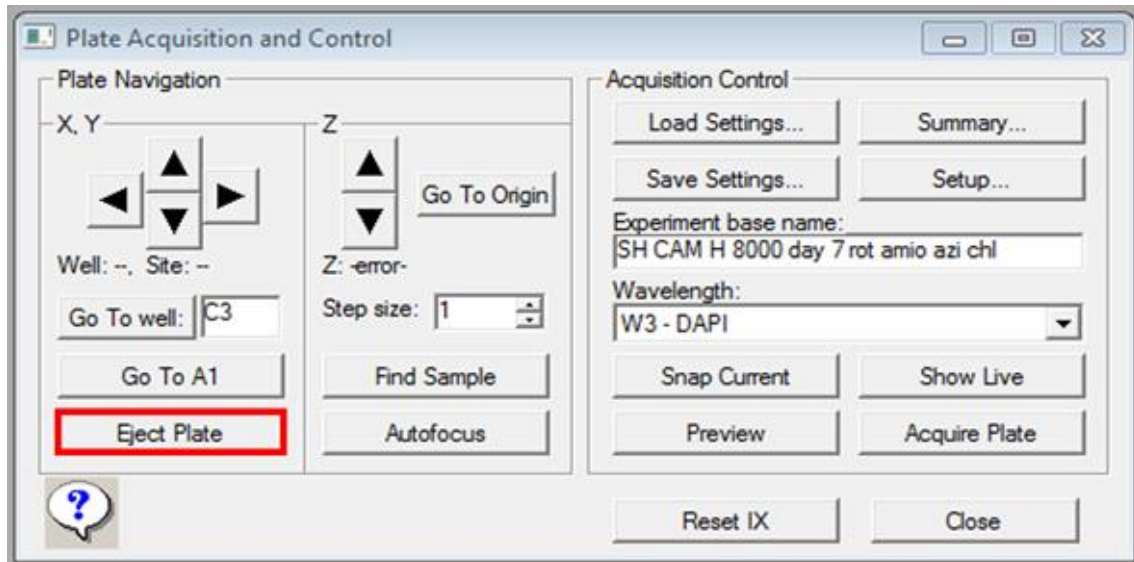 Plate Acquisition and Control
Plate Navigation
X, Y
Z
Go To Origin
Well: --, Site: --
Z: -error-
Go To well:
C3
Step size:
1
Go To A1
Find Sample
Eject Plate
Autofocus
Acquisition Control
Load Settings...
Summary...
Save Settings...
Setup...
Experiment base name:
SH CAM H 8000 day 7 rot amio azi chl
Wavelength:
W3 - DAPI
Snap Current
Show Live
Preview
Acquire Plate
?
Reset IX
Close